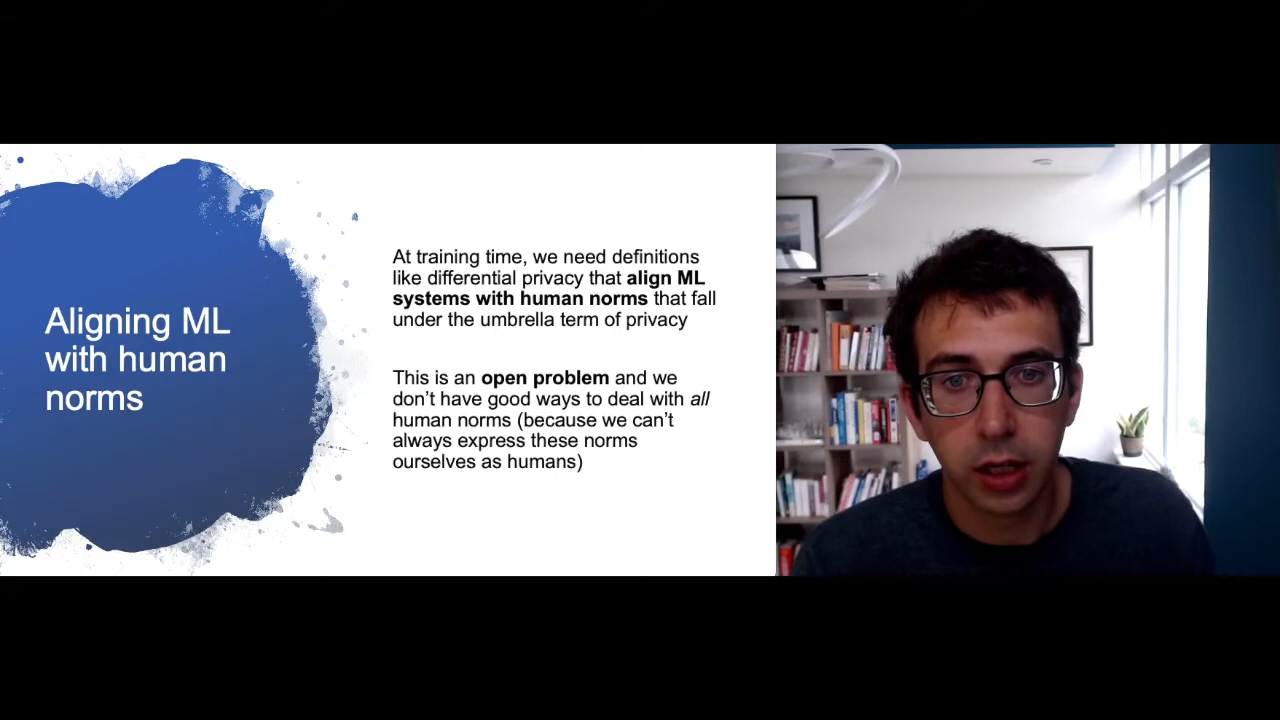 Aligning ML
with human
norms
At training time, we need definitions
like differential privacy that align ML
systems with human norms that fall
under the umbrella term of privacy
This is an open problem and we
don’t have good ways to deal with all
human norms (because we can’t
always express these norms
ourselves as humans)